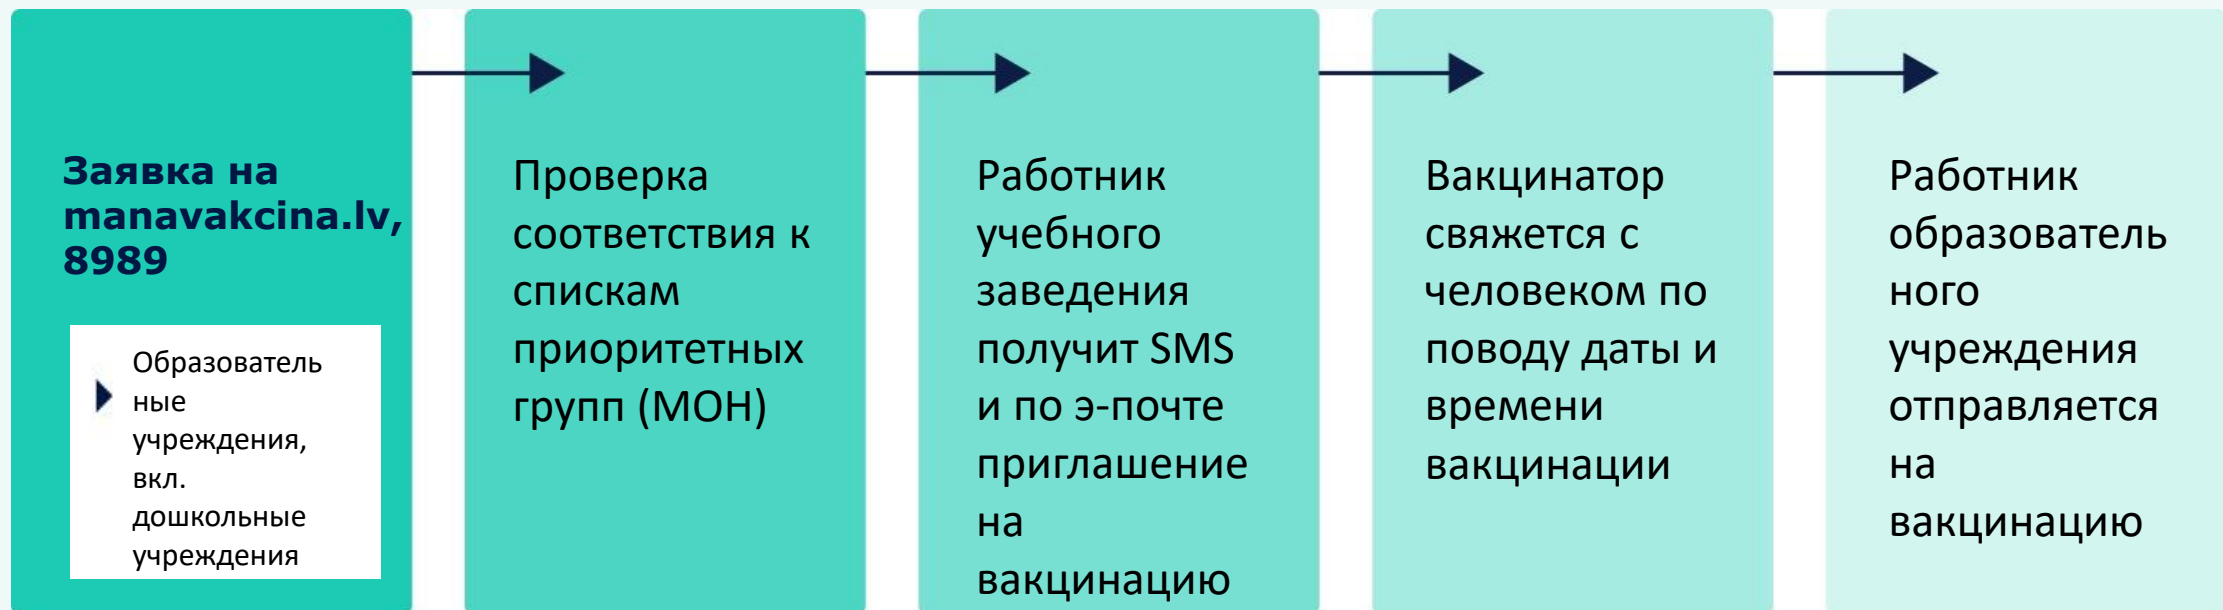 Заявка на
manavakcina.lv,
8989
Образователь
ные
учреждения,
вкл.
дошкольные
учреждения
Проверка
соответствия к
спискам
приоритетных
групп (МОН)
Работник
учебного
заведения
получит SMS
и по э-почте
приглашение
на
вакцинацию
Вакцинатор
свяжется с
человеком по
поводу даты и
времени
вакцинации
Работник
образователь
ного
учреждения
отправляется
на
вакцинацию